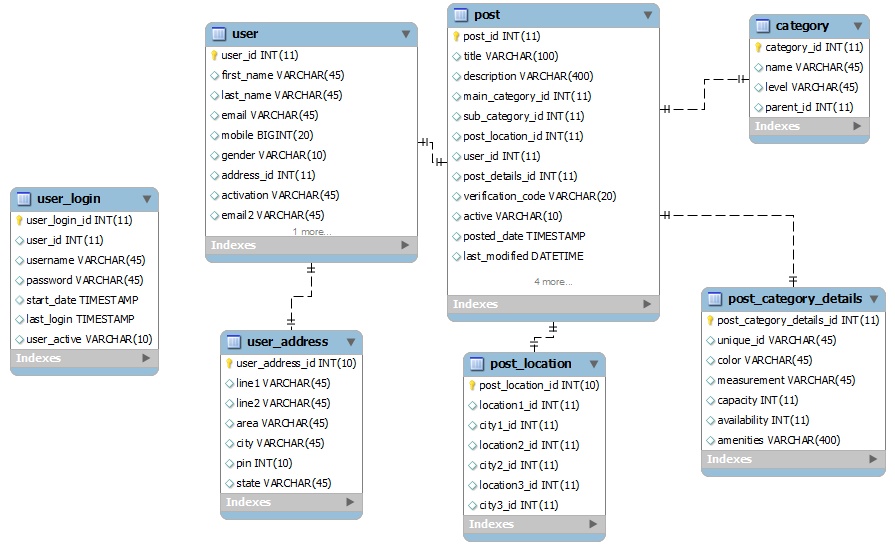 user
user_id INT(11)
first_name VARCHAR(45)
last_name VARCHAR(45)
email VARCHAR(45)
mobile BIGINT(20)
gender VARCHAR(10)
address_id INT(11)
activation VARCHAR(45)
email2 VARCHAR(45)
1 more...
Indexes
post
post_id INT(11)
title VARCHAR(100)
description VARCHAR(400)
main_category_id INT(11)
sub_category_id INT(11)
post_location_id INT(11)
user_id INT(11)
post_details_id INT(11)
verification_code VARCHAR(20)
active VARCHAR(10)
posted_date TIMESTAMP
last_modified DATETIME
4 more...
Indexes
category
category_id INT(11)
name VARCHAR(45)
level VARCHAR(45)
parent_id INT(11)
Indexes
user_login
user_login_id INT(11)
user_id INT(11)
username VARCHAR(45)
password VARCHAR(45)
start_date TIMESTAMP
last_login TIMESTAMP
user_active VARCHAR(10)
Indexes
user_address
user_address_id INT(10)
line1 VARCHAR(45)
line2 VARCHAR(45)
area VARCHAR(45)
city VARCHAR(45)
pin INT(10)
state VARCHAR(45)
Indexes
post_location
post_location_id INT(10)
location1_id INT(11)
city1_id INT(11)
location2_id INT(11)
city2_id INT(11)
location3_id INT(11)
city3_id INT(11)
Indexes
post_category_details
post_category_details_id INT(11)
unique_id VARCHAR(45)
color VARCHAR(45)
measurement VARCHAR(45)
capacity INT(11)
availability INT(11)
amenities VARCHAR(400)
Indexes